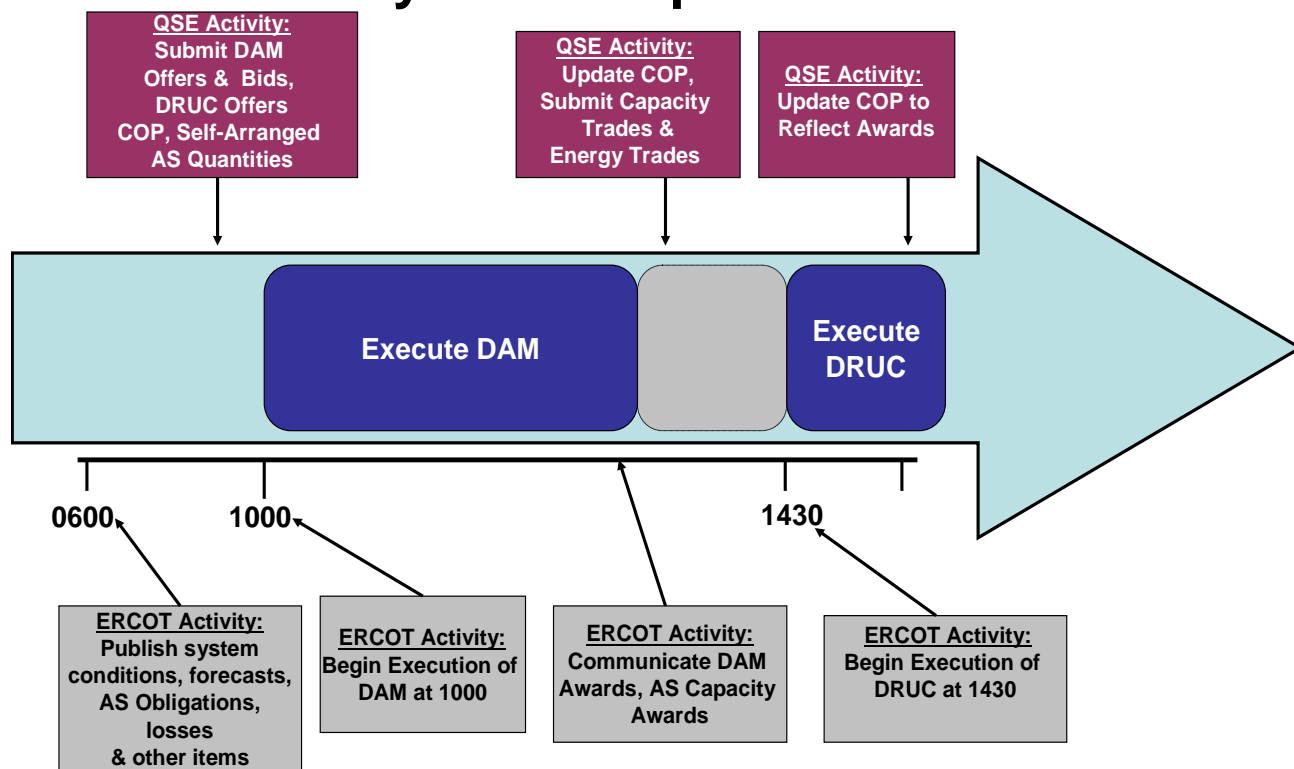 QSE Activity:
Submit DAM
Offers & Bids,
DRUC Offers
COP, Self-Arranged
AS Quantities
QSE Activity:
Update COP,
Submit Capacity
Trades &
Energy Trades
QSE Activity:
Update COP to
Reflect Awards
Execute DAM
Execute
DRUC
0600
1000
1430
ERCOT Activity:
Publish system
conditions, forecasts,
AS Obligations,
losses
& other items
ERCOT Activity:
Begin Execution of
DAM at 1000
ERCOT Activity:
Communicate DAM
Awards, AS Capacity
Awards
ERCOT Activity:
Begin Execution of
DRUC at 1430